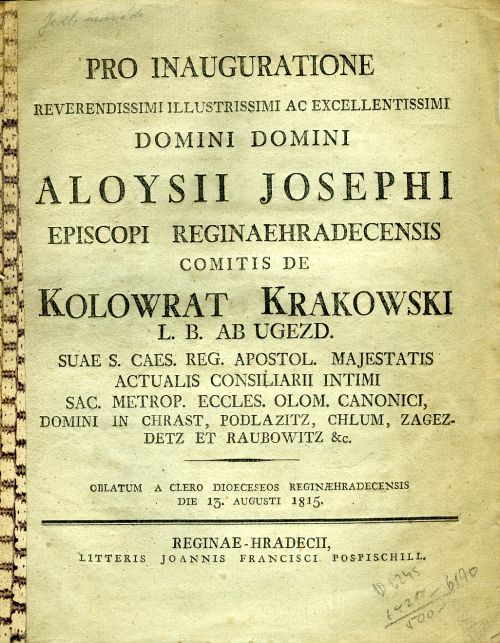 PRO INAUGURATIONE
REVERENDISSIMI ILLUSTRISSIMI AC EXCELLENTISSIMI
DOMINI DOMINI
ALOYSII JOSEPHI
EPISCOPI REGINAEHRADECENSIS
COMITIS DE
KOLOWRAT KRAKOWSKI
L. B. AB UGEZD.
SUAE S. CAES. REG. APOSTOL. MAJESTATIS
ACTUALIS CONSILIARII INTIMI
SAC. METROP. ECCLES. OLOM. CANONICI,
DOMINI IN CHRAST, PODLAZITZ, CHLUM, ZAGEZ-
DETZ ET RAUBOWITZ &c.
OBLATUM A CLERO DIOECESEOS REGINÆHRADECENSIS
DIE 13. AUGUSTI 1815.
REGINAE-HRADECII,
LITTERIS JOANNIS FRANCISCI POSPISCHILL.